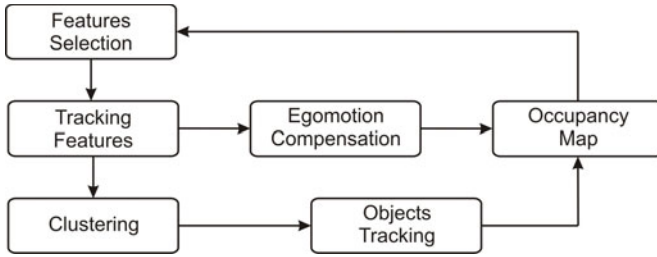 Features
Selection
Tracking
Features
Egomotion
Compensation
Occupancy
Map
Clustering
Objects
Tracking